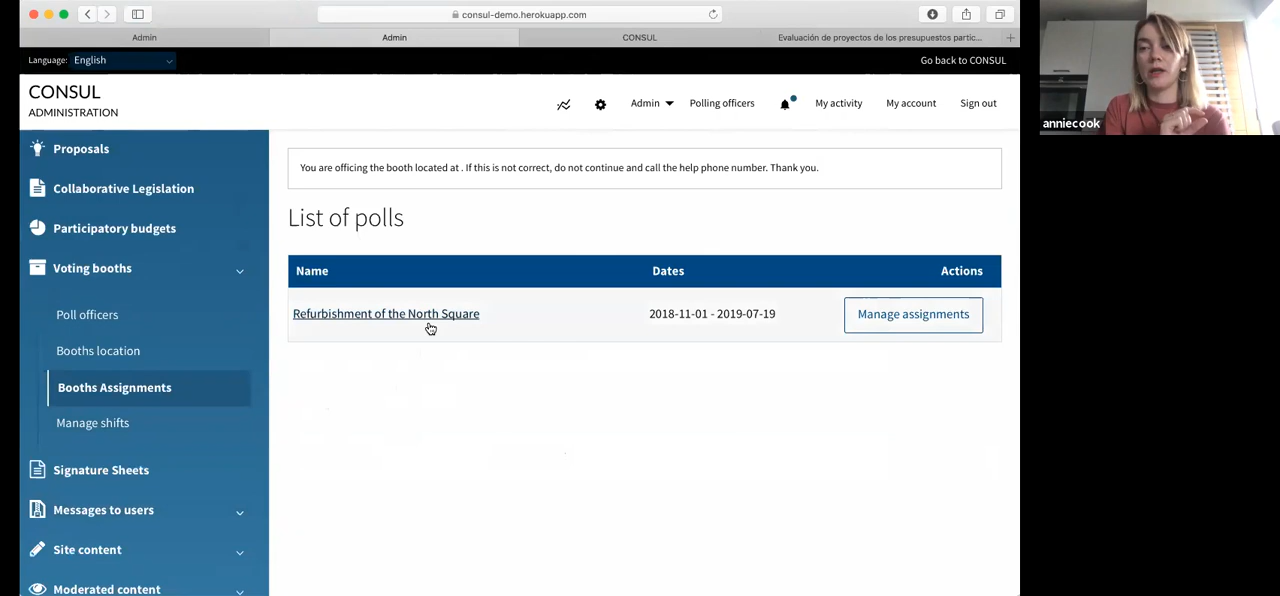 consul-demo.herokuapp.com
Admin
Admin
CONSUL
Evaluación de proyectos de los presupuestos partic...
Language: English
Go back to CONSUL
CONSUL
ADMINISTRATION
Admin
Polling officers
My activity
My account
Sign out
anniecook
Proposals
Collaborative Legislation
Participatory budgets
Voting booths
Poll officers
Booths location
Booths Assignments
Manage shifts
Signature Sheets
Messages to users
Site content
Moderated content
You are officing the booth located at . If this is not correct, do not continue and call the help phone number. Thank you.
List of polls
Name Dates Actions
Refurbishment of the North Square 2018-11-01 - 2019-07-19 Manage assignments